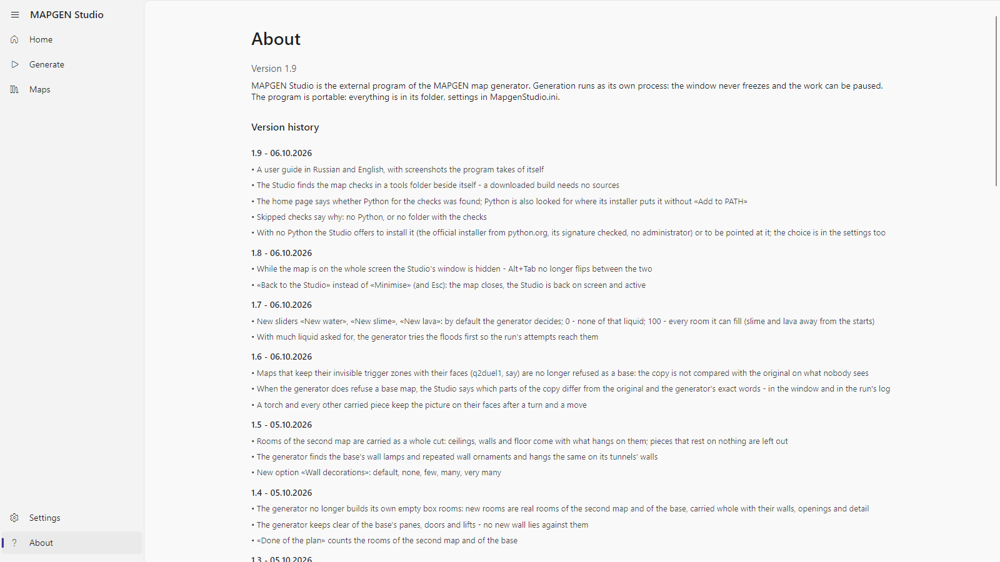 MAPGEN Studio
Home
Generate
Maps
Settings
? About
About
Version 1.9
MAPGEN Studio is the external program of the MAPGEN map generator. Generation runs as its own process: the window never freezes and the work can be paused.
The program is portable: everything is in its folder, settings in MapgenStudio.ini.
Version history
1.9 - 06.10.2026
• A user guide in Russian and English, with screenshots the program takes of itself
• The Studio finds the map checks in a tools folder beside itself - a downloaded build needs no sources
• The home page says whether Python for the checks was found; Python is also looked for where its installer puts it without «Add to PATH»
• Skipped checks say why: no Python, or no folder with the checks
• With no Python the Studio offers to install it (the official installer from python.org, its signature checked, no administrator) or to be pointed at it; the choice is in the settings too
1.8 - 06.10.2026
• While the map is on the whole screen the Studio's window is hidden - Alt+Tab no longer flips between the two
• «Back to the Studio» instead of «Minimise» (and Esc): the map closes, the Studio is back on screen and active
1.7 - 06.10.2026
• New sliders «New water», «New slime», «New lava»: by default the generator decides; 0 - none of that liquid; 100 - every room it can fill (slime and lava away from the starts)
• With much liquid asked for, the generator tries the floods first so the run's attempts reach them
1.6 - 06.10.2026
• Maps that keep their invisible trigger zones with their faces (q2duel1, say) are no longer refused as a base: the copy is not compared with the original on what nobody sees
• When the generator does refuse a base map, the Studio says which parts of the copy differ from the original and the generator's exact words - in the window and in the run's log
• A torch and every other carried piece keep the picture on their faces after a turn and a move
1.5 - 05.10.2026
• Rooms of the second map are carried as a whole cut: ceilings, walls and floor come with what hangs on them; pieces that rest on nothing are left out
• The generator finds the base's wall lamps and repeated wall ornaments and hangs the same on its tunnels' walls
• New option «Wall decorations»: default, none, few, many, very many
1.4 - 05.10.2026
• The generator no longer builds its own empty box rooms: new rooms are real rooms of the second map and of the base, carried whole with their walls, openings and detail
• The generator keeps clear of the base's panes, doors and lifts - no new wall lies against them
• «Done of the plan» counts the rooms of the second map and of the base
1.3 - 05.10.2026